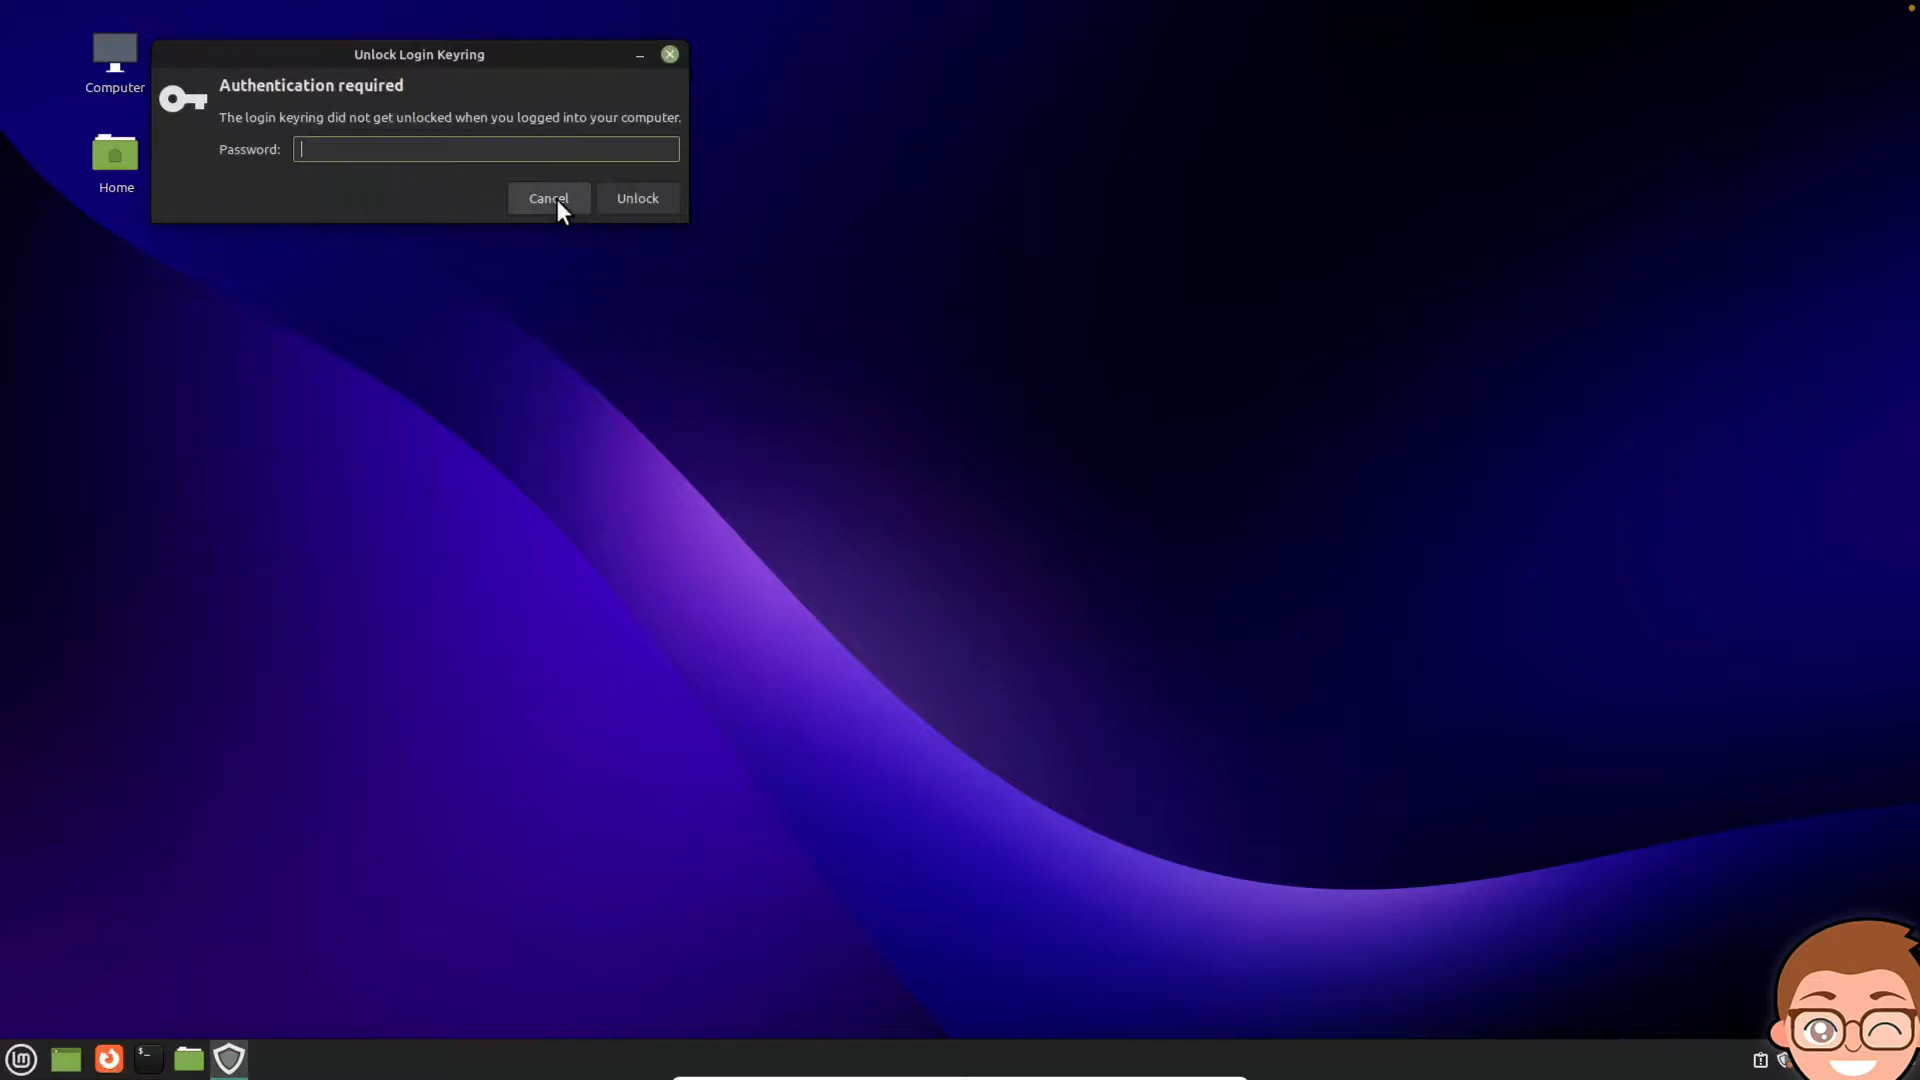 Unlock Login Keyring
Computer
Authentication required
The login keyring did not get unlocked when you logged into your computer.
Password:
Home
Cancel
Unlock
lm
$_